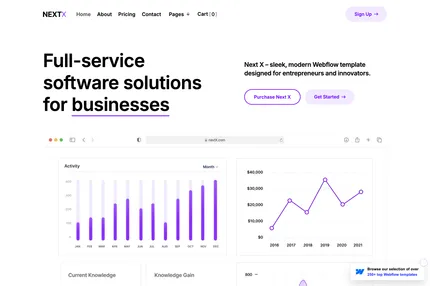 NEXTX
Home About Pricing Contact Pages + Cart (0)
Sign Up →
Full-service
software solutions
for businesses
Next X – sleek, modern Webflow template
designed for entrepreneurs and innovators.
Purchase Next X
Get Started →
nextX.com
Activity
Month
JAN FEB MAR APR MAY JUN JUL AUG SEP OCT NOV DEC
$40,000
$30,000
$20,000
$10,000
$0
2016 2017 2018 2019 2020 2021
Current Knowledge
Knowledge Gain
800
Browse our selection of over
250+ top Webflow templates